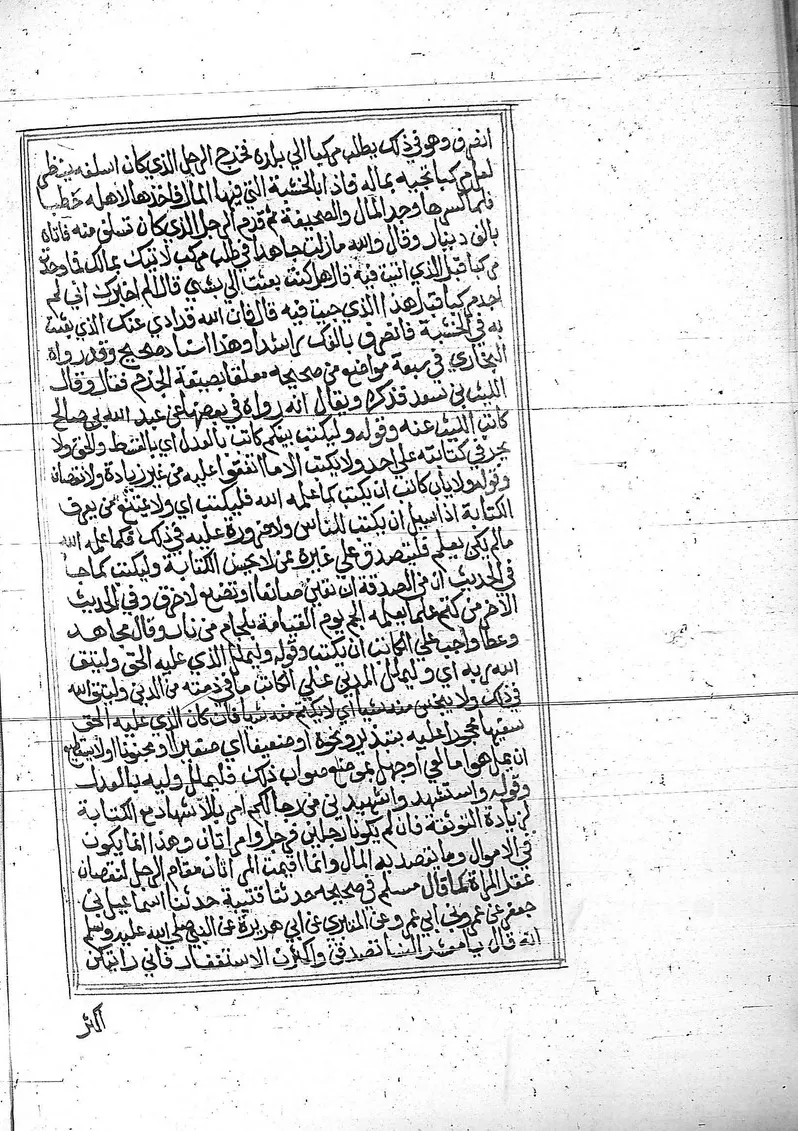 انصرف وهو في ذلك يطلب مركبا الي بلده فخرج الرجل الذي كان اسلفه ينظر
لعل مركبا تجيه بماله فاذا بالخشبة التي فيها المال فاخذها لاهله حطبا
فلما كسرها وجد المال والصحيفة ثم قدم الرجل الذي كان تسلف منه فاتاه
بالف دينار وقال والله مازلت جاهدا في طلب مركب لاتيك بمالك فما وجدت
مركبا قبل الذي اتيت فيه قال هل كنت بعثت الي بشي قال الم اخبرك اني لم
اجد مركبا قبل هذا الذي جيت فيه قال فان الله قد ادي عنك الذي بعثت
به في الخشبة فانصرف بالفك راشدا وهذا اسناد صحيح وقد رواه
البخاري في سبعة مواضع من صحيحه معلقا بصيغة الجزم فقال وقال
الليث بن سعد فذكره ويقال انه رواه في بعضها عن عبد الله بن صالح
كاتب الليث عنه وقوله وليكتب بينكم كاتب بالعدل اي بالقسط والحق ولا
يجر في كتابته علي احد ولا يكتب الا ما اتفقوا عليه من غير زيادة ولا نقصان
وقوله ولا ياب كاتب ان يكتب كما علمه الله فليكتب اي ولا يمتنع من يعرف
الكتابة اذا سيل ان يكتب للناس ولا ضرورة عليه في ذلك فكما علمه الله
مالم يكن يعلم فليتصدق علي غيره ممن لا يحسن الكتابة وليكتب كما جا
في الحديث ان من الصدقة ان تعين صانعا او تصنع لاخرق وفي الحديث
الاخر من كتم علما يعلمه الجم يوم القيامة بلجام من نار وقال مجاهد
وعطا واجب علي الكاتب ان يكتب وقوله وليملل الذي عليه الحق وليتق
الله ربه اي وليملل المدين علي الكاتب ما في ذمته من الدين وليتق الله
في ذلك ولا يبخس منه شيا اي لا يكتم منه شيا فان كان الذي عليه الحق
سفيها محجورا عليه بتبذير ونحوه او ضعيفا اي صغيرا او مجنونا او لا يستطيع
ان يمل هو اما لعي او جهل بموضع صواب ذلك فليملل وليه بالعدل
وقوله واستشهدوا شهيدين من رجالكم امر بالاشهاد مع الكتابة
لزيادة التوثقة فان لم يكونا رجلين فرجل وامراتان وهذا انما يكون
في الاموال وما يقصد به المال وانما اقيمت المراتان مقام الرجل لنقصان
عقل المراة كما قال مسلم في صحيحه حدثنا قتيبة حدثنا اسماعيل بن
جعفر عن عمرو بن ابي عمرو عن المقبري عن ابي هريرة عن النبي صلي الله عليه وسلم
انه قال يا معشر النسا تصدقن واكثرن الاستغفار فاني رايتكن
اكثر